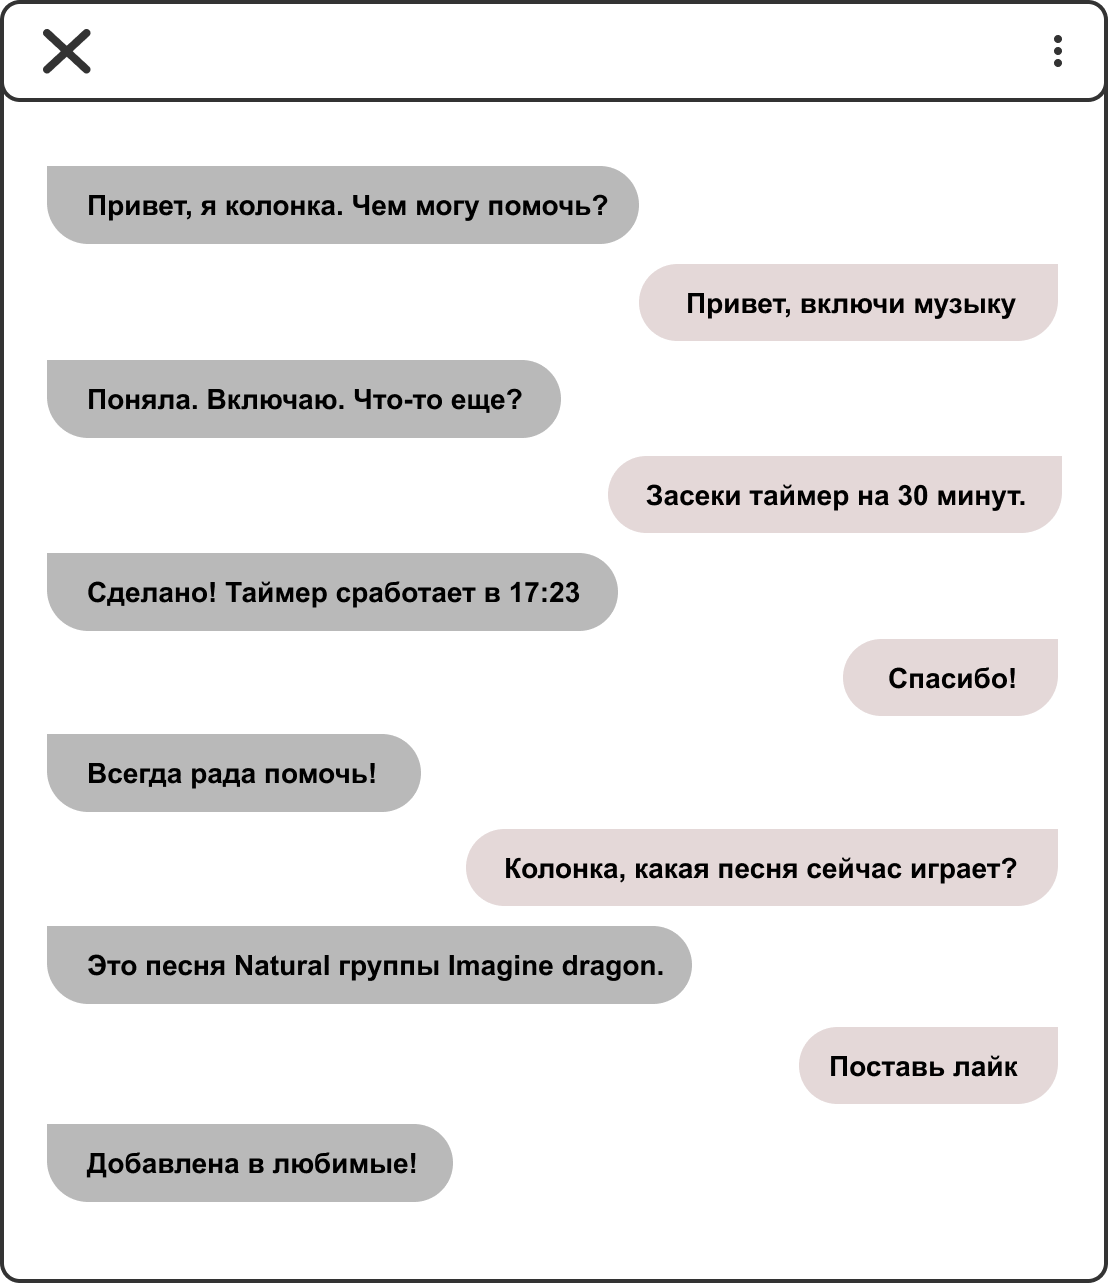 Привет, я колонка. Чем могу помочь?
Привет, включи музыку
Поняла. Включаю. Что-то еще?
Засеки таймер на 30 минут.
Сделано! Таймер сработает в 17:23
Спасибо!
Всегда рада помочь!
Колонка, какая песня сейчас играет?
Это песня Natural группы Imagine dragon.
Поставь лайк
Добавлена в любимые!